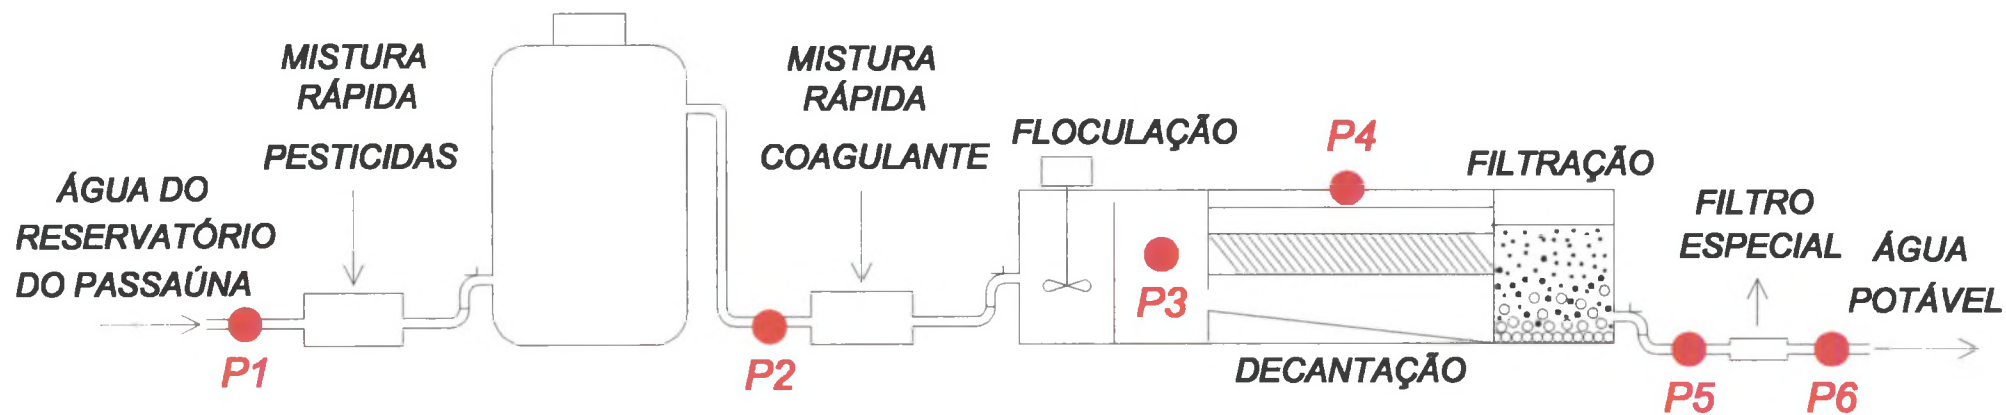 MISTURA
RÁPIDA
PESTICIDAS
ÁGUA DO
RESERVATÓRIO
DO PASSAÚNA
P1
MISTURA
RÁPIDA
COAGULANTE
P2
FLOCULAÇÃO
P3
P4
DECANTAÇÃO
FILTRAÇÃO
FILTRO
ESPECIAL
P5
P6
ÁGUA
POTÁVEL